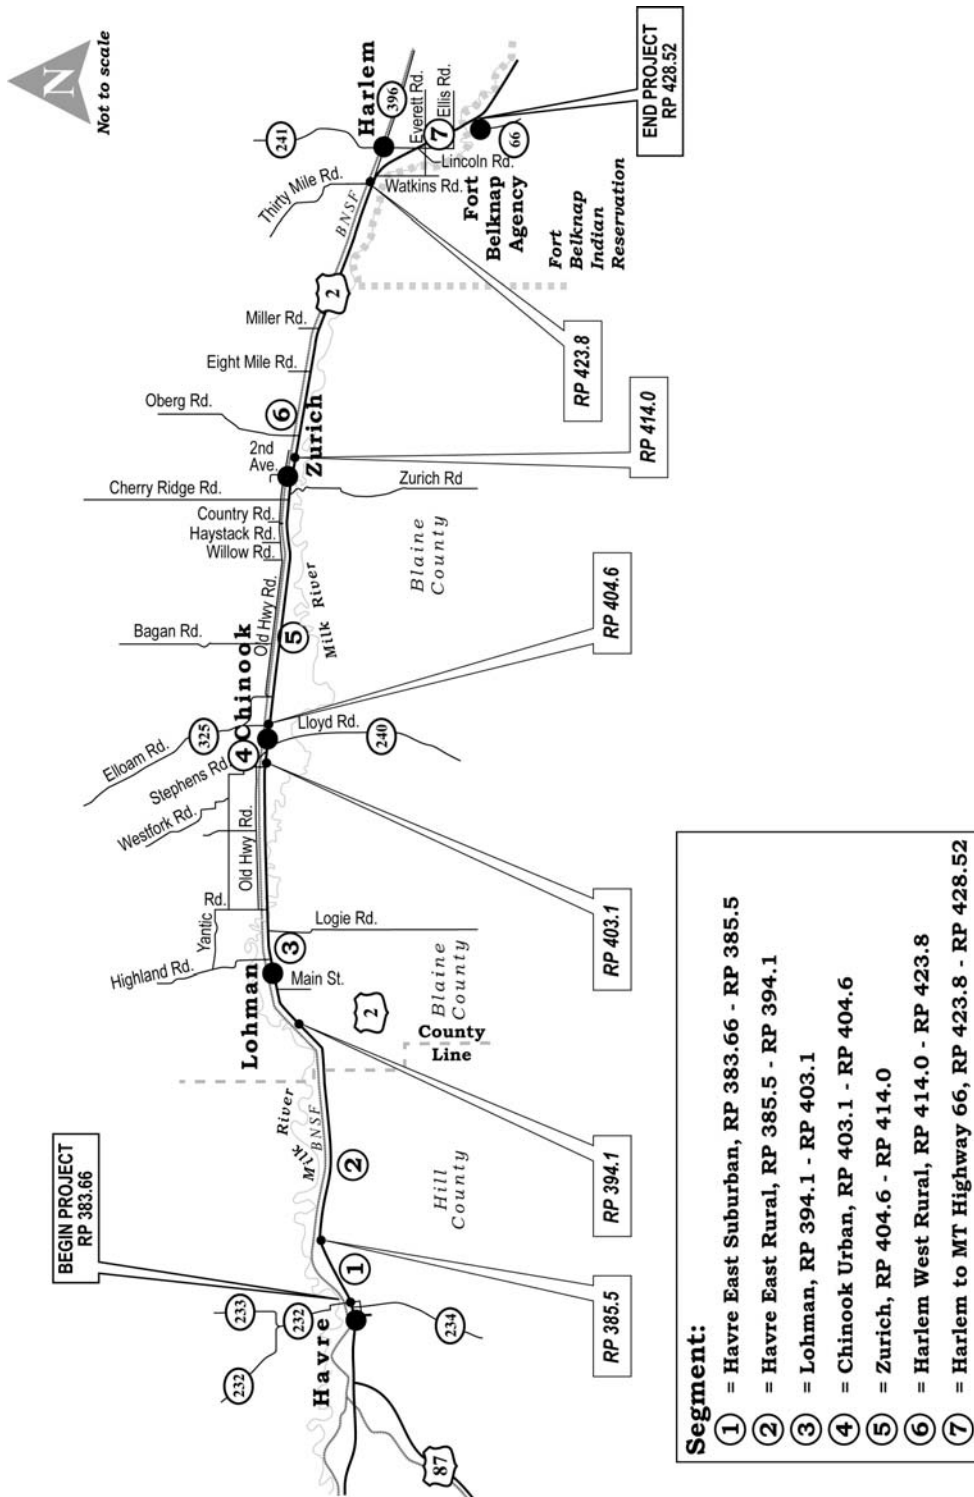 N
Not to scale
BEGIN PROJECT
RP 383.66
233
232
232
234
87
Havre
1
RP 385.5
Milk River
BNSF
2
Hill
County
RP 394.1
County
Line
Blaine
County
2
Lohman
Main St.
3
Logie Rd.
Highland Rd.
Yantic
Rd.
Old Hwy Rd.
Westfork Rd.
Stephens Rd.
Elloam Rd.
325
4
Chinook
Lloyd Rd.
240
RP 403.1
RP 404.6
Bagan Rd.
Old Hwy Rd.
5
Milk River
Willow Rd.
Haystack Rd.
Country Rd.
Cherry Ridge Rd.
Blaine
County
Zurich Rd
2nd
Ave.
Zurich
RP 414.0
6
Oberg Rd.
Eight Mile Rd.
Miller Rd.
2
BNSF
Thirty Mile Rd.
RP 423.8
241
Harlem
396
Watkins Rd.
Lincoln Rd.
Everett Rd.
Ellis Rd.
7
66
Fort
Belknap
Agency
Fort
Belknap
Indian
Reservation
END PROJECT
RP 428.52
Segment:
1 = Havre East Suburban, RP 383.66 - RP 385.5
2 = Havre East Rural, RP 385.5 - RP 394.1
3 = Lohman, RP 394.1 - RP 403.1
4 = Chinook Urban, RP 403.1 - RP 404.6
5 = Zurich, RP 404.6 - RP 414.0
6 = Harlem West Rural, RP 414.0 - RP 423.8
7 = Harlem to MT Highway 66, RP 423.8 - RP 428.52